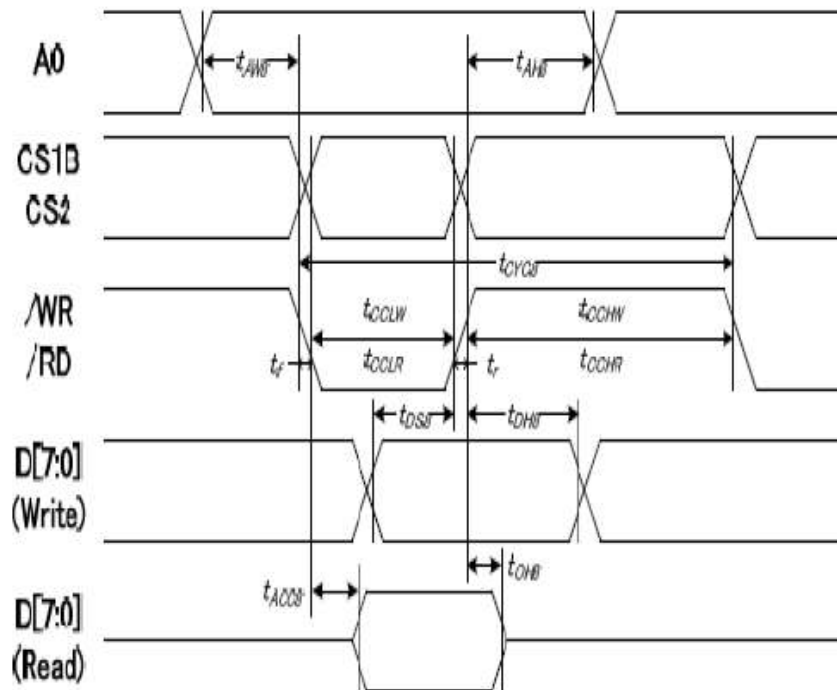 A0
tAW8
tAH8
CS1B
CS2
tCYC8
/WR
/RD
tCCLW
tCCHW
tf
tCCLR
tr
tCCHR
tDS8
tDH8
D[7:0]
(Write)
tACC8
tOH8
D[7:0]
(Read)